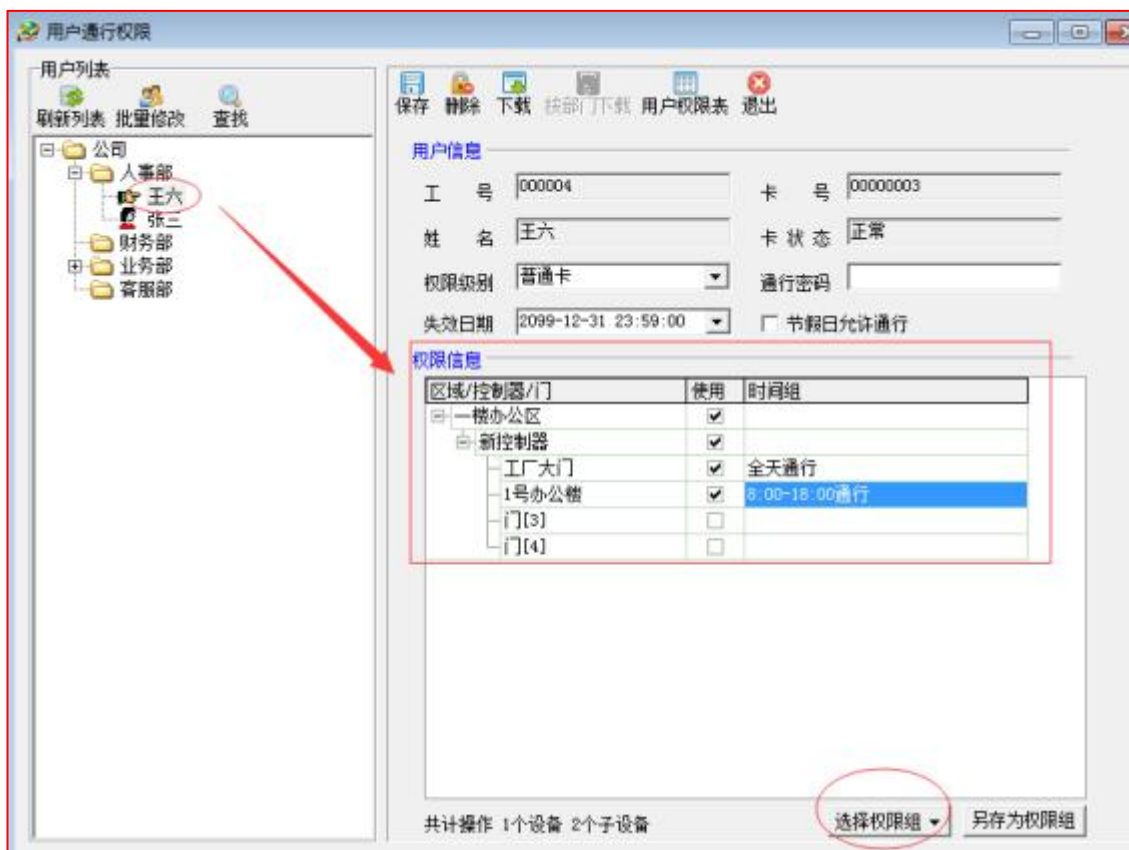 用户通行权限
用户列表
刷新列表 批量修改 查找
公司
人事部
王六
张三
财务部
业务部
客服部
保存 删除 下载 按部门下载 用户权限表 退出
用户信息
工 号 000004 卡 号 00000003
姓 名 王六 卡状态 正常
权限级别 普通卡 通行密码
失效日期 2099-12-31 23:59:00 节假日允许通行
权限信息
区域/控制器/门 使用 时间组
一楼办公区
新控制器
工厂大门 全天通行
1号办公楼 8:00-18:00通行
门[3]
门[4]
共计操作 1个设备 2个子设备 选择权限组 另存为权限组